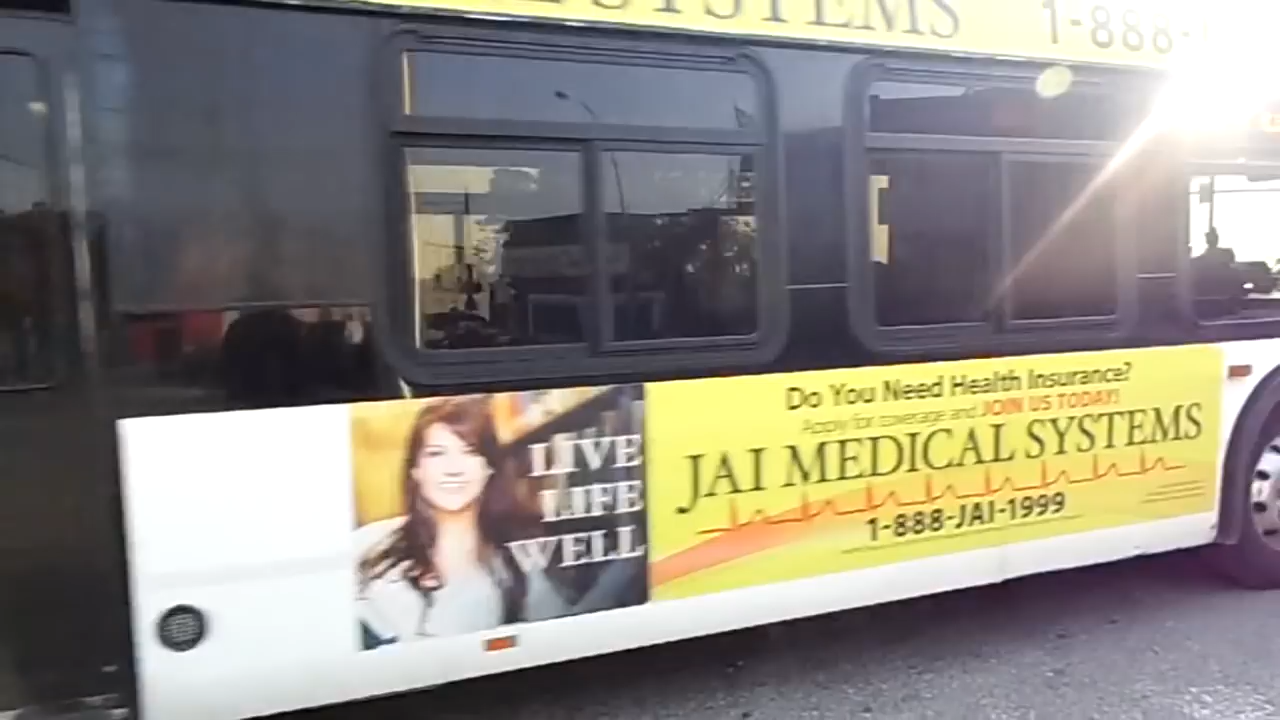 SYSTEMS
1-888-
LIVE
LIFE
WELL
Do You Need Health Insurance?
Apply for coverage and JOIN US TODAY!
JAI MEDICAL SYSTEMS
1-888-JAI-1999